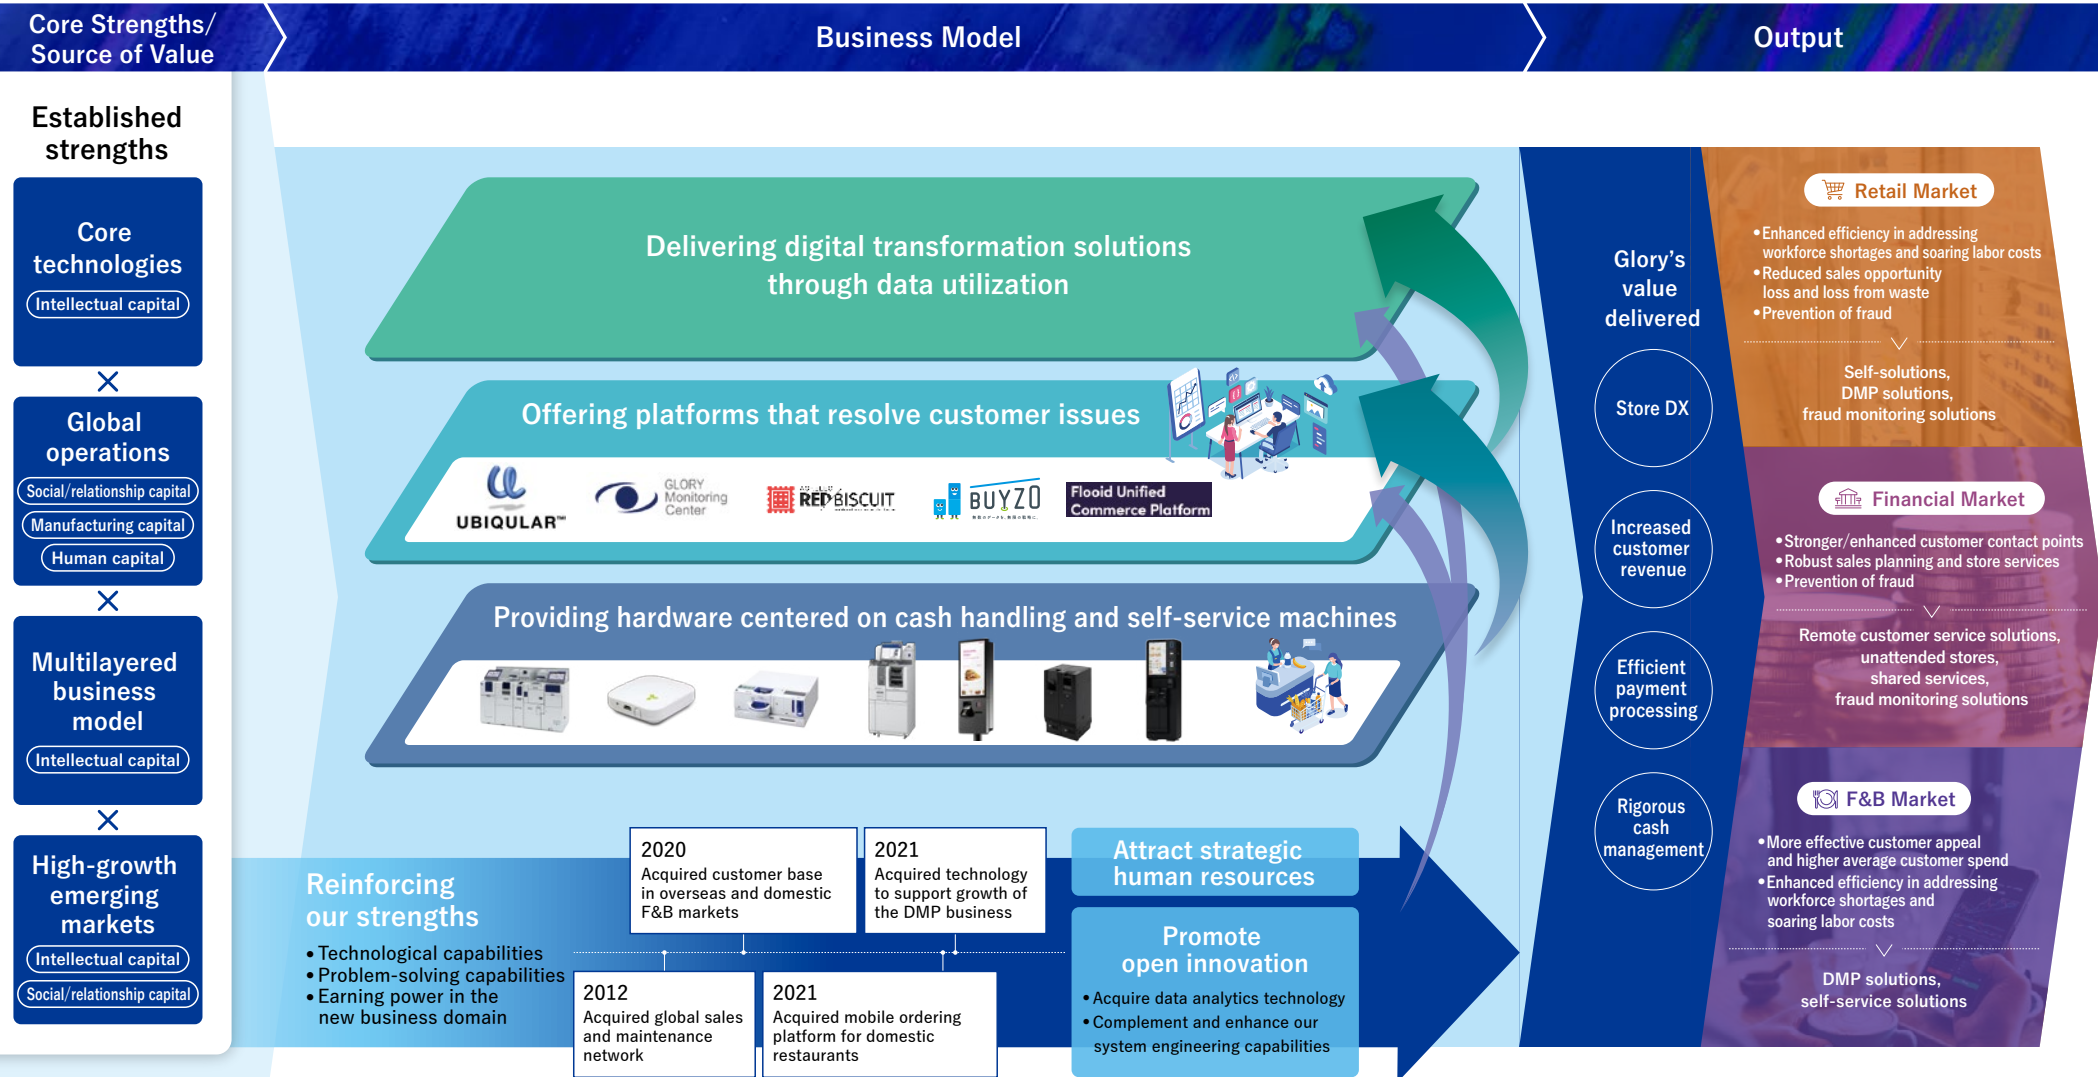 Core Strengths/
Source of Value
Business Model
Output
Established
strengths
Core
technologies
Intellectual capital
×
Global
operations
Social/relationship capital
Manufacturing capital
Human capital
×
Multilayered
business
model
Intellectual capital
×
High-growth
emerging
markets
Intellectual capital
Social/relationship capital
Delivering digital transformation solutions
through data utilization
Offering platforms that resolve customer issues
UBIQULAR™
GLORY
Monitoring
Center
RED BISCUIT
BUYZO
Flooid Unified
Commerce Platform
Providing hardware centered on cash handling and self-service machines
Reinforcing
our strengths
• Technological capabilities
• Problem-solving capabilities
• Earning power in the
new business domain
2020
Acquired customer base
in overseas and domestic
F&B markets
2021
Acquired technology
to support growth of
the DMP business
2012
Acquired global sales
and maintenance
network
2021
Acquired mobile ordering
platform for domestic
restaurants
Attract strategic
human resources
Promote
open innovation
• Acquire data analytics technology
• Complement and enhance our
system engineering capabilities
Glory's
value
delivered
Store DX
Increased
customer
revenue
Efficient
payment
processing
Rigorous
cash
management
Retail Market
• Enhanced efficiency in addressing
workforce shortages and soaring labor costs
• Reduced sales opportunity
loss and loss from waste
• Prevention of fraud
Self-solutions,
DMP solutions,
fraud monitoring solutions
Financial Market
• Stronger/enhanced customer contact points
• Robust sales planning and store services
• Prevention of fraud
Remote customer service solutions,
unattended stores,
shared services,
fraud monitoring solutions
F&B Market
• More effective customer appeal
and higher average customer spend
• Enhanced efficiency in addressing
workforce shortages and
soaring labor costs
DMP solutions,
self-service solutions